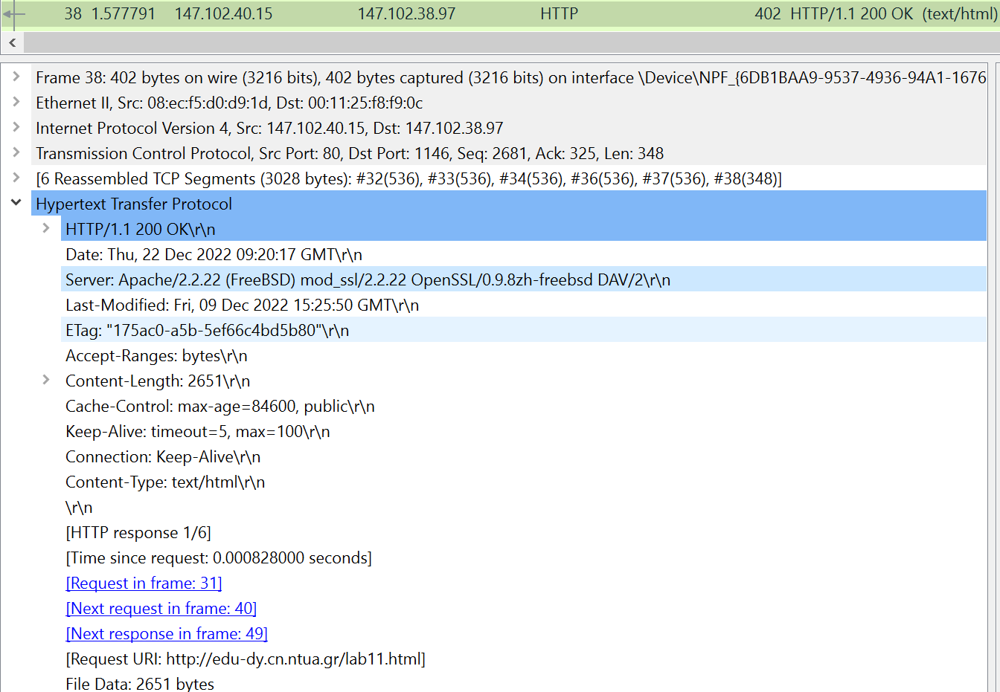 38 1.577791 147.102.40.15 147.102.38.97 HTTP 402 HTTP/1.1 200 OK (text/html)
Frame 38: 402 bytes on wire (3216 bits), 402 bytes captured (3216 bits) on interface \Device\NPF_{6DB1BAA9-9537-4936-94A1-1676
Ethernet II, Src: 08:ec:f5:d0:d9:1d, Dst: 00:11:25:f8:f9:0c
Internet Protocol Version 4, Src: 147.102.40.15, Dst: 147.102.38.97
Transmission Control Protocol, Src Port: 80, Dst Port: 1146, Seq: 2681, Ack: 325, Len: 348
[6 Reassembled TCP Segments (3028 bytes): #32(536), #33(536), #34(536), #36(536), #37(536), #38(348)]
Hypertext Transfer Protocol
HTTP/1.1 200 OK\r\n
Date: Thu, 22 Dec 2022 09:20:17 GMT\r\n
Server: Apache/2.2.22 (FreeBSD) mod_ssl/2.2.22 OpenSSL/0.9.8zh-freebsd DAV/2\r\n
Last-Modified: Fri, 09 Dec 2022 15:25:50 GMT\r\n
ETag: "175ac0-a5b-5ef66c4bd5b80"\r\n
Accept-Ranges: bytes\r\n
Content-Length: 2651\r\n
Cache-Control: max-age=84600, public\r\n
Keep-Alive: timeout=5, max=100\r\n
Connection: Keep-Alive\r\n
Content-Type: text/html\r\n
\r\n
[HTTP response 1/6]
[Time since request: 0.000828000 seconds]
[Request in frame: 31]
[Next request in frame: 40]
[Next response in frame: 49]
[Request URI: http://edu-dy.cn.ntua.gr/lab11.html]
File Data: 2651 bytes